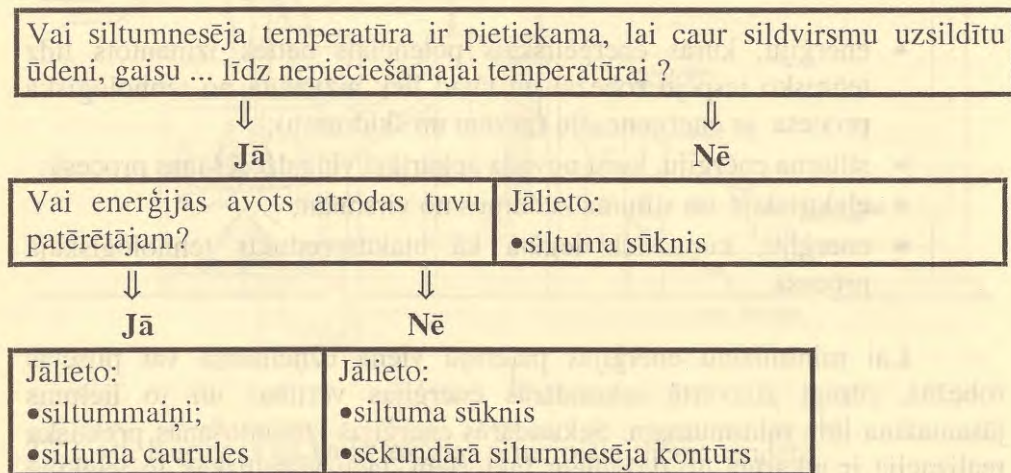 Vai siltumnesēja temperatūra ir pietiekama, lai caur sildvirsmu uzsildītu
ūdeni, gaisu ... līdz nepieciešamajai temperatūrai ?
⇓ ⇓
Jā Nē
Vai enerģijas avots atrodas tuvu Jālieto:
patērētājam? •siltuma sūknis
⇓ ⇓
Jā Nē
Jālieto: Jālieto:
•siltummaiņi; •siltuma sūknis
•siltuma caurules •sekundārā siltumnesēja kontūrs